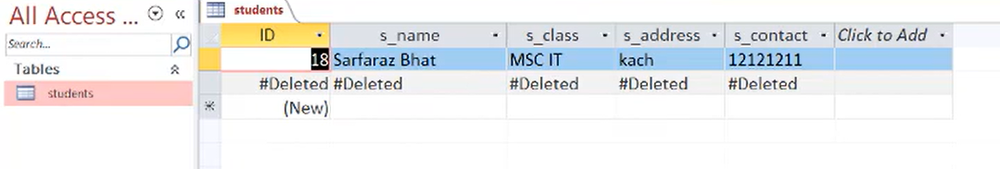 All Access ...
Search...
Tables
students
students
ID s_name s_class s_address s_contact Click to Add
18 Sarfaraz Bhat MSC IT kach 12121211
#Deleted #Deleted #Deleted #Deleted #Deleted
(New)